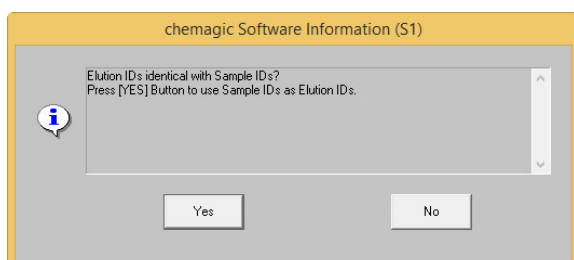 chemagic Software Information (S1)
Elution IDs identical with Sample IDs?
Press [YES] Button to use Sample IDs as Elution IDs.
Yes
No